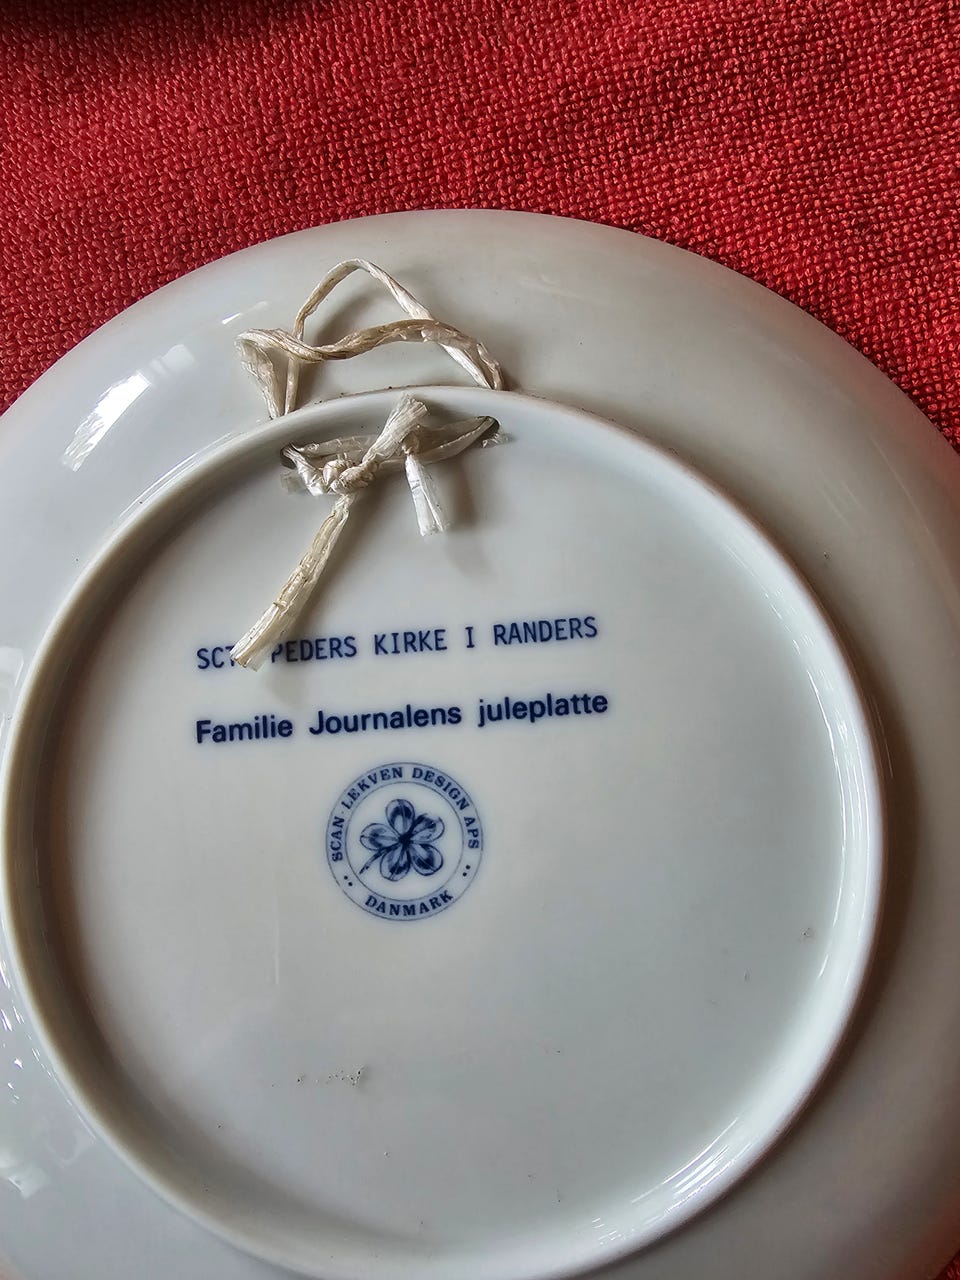 SCT PEDERS KIRKE I RANDERS
Familie Journalens juleplatte
SCAN · LEKVEN DESIGN APS
DANMARK